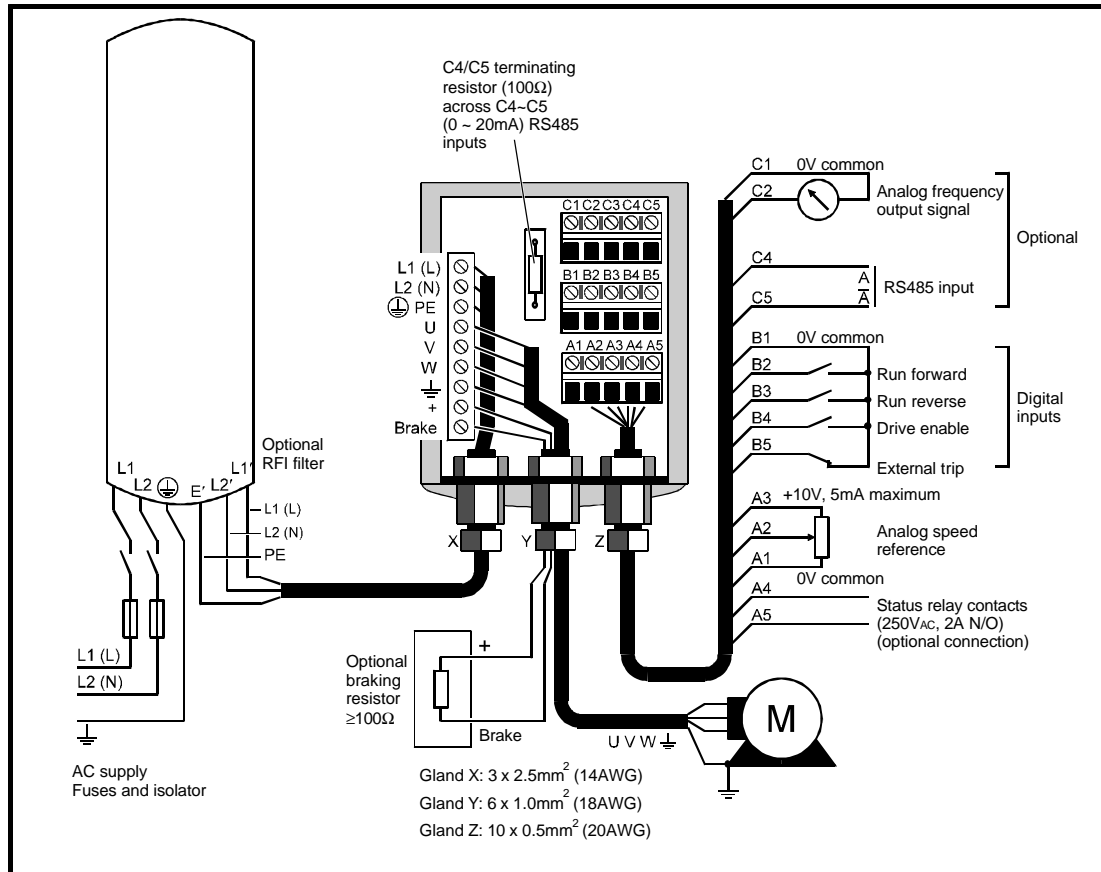 C4/C5 terminating
resistor (100Ω)
across C4~C5
(0 ~ 20mA) RS485
inputs
C1 C2 C3 C4 C5
B1 B2 B3 B4 B5
A1 A2 A3 A4 A5
L1 (L)
L2 (N)
PE
U
V
W
+
Brake
Optional
RFI filter
L1
L2
E'
L2'
L1'
L1 (L)
L2 (N)
PE
L1 (L)
L2 (N)
AC supply
Fuses and isolator
X
Y
Z
Optional
braking
resistor
≥100Ω
+
Brake
U V W
M
Gland X: 3 x 2.5mm² (14AWG)
Gland Y: 6 x 1.0mm² (18AWG)
Gland Z: 10 x 0.5mm² (20AWG)
C1 0V common
C2
Analog frequency
output signal
Optional
C4
A
RS485 input
C5
A̅
B1 0V common
B2
Run forward
B3
Run reverse
B4
Drive enable
B5
External trip
Digital
inputs
A3
+10V, 5mA maximum
A2
Analog speed
reference
A1
0V common
A4
A5
Status relay contacts
(250VAC, 2A N/O)
(optional connection)